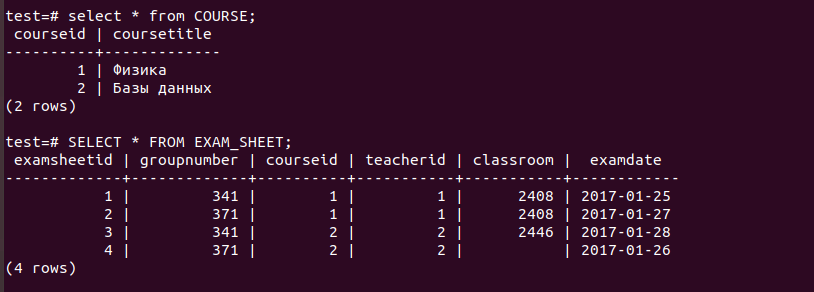 test=# select * from COURSE;
 courseid | coursetitle
----------+-------------
        1 | Физика
        2 | Базы данных
(2 rows)

test=# SELECT * FROM EXAM_SHEET;
 examsheetid | groupnumber | courseid | teacherid | classroom |  examdate
-------------+-------------+----------+-----------+-----------+------------
           1 |         341 |        1 |         1 |      2408 | 2017-01-25
           2 |         371 |        1 |         1 |      2408 | 2017-01-27
           3 |         341 |        2 |         2 |      2446 | 2017-01-28
           4 |         371 |        2 |         2 |           | 2017-01-26
(4 rows)